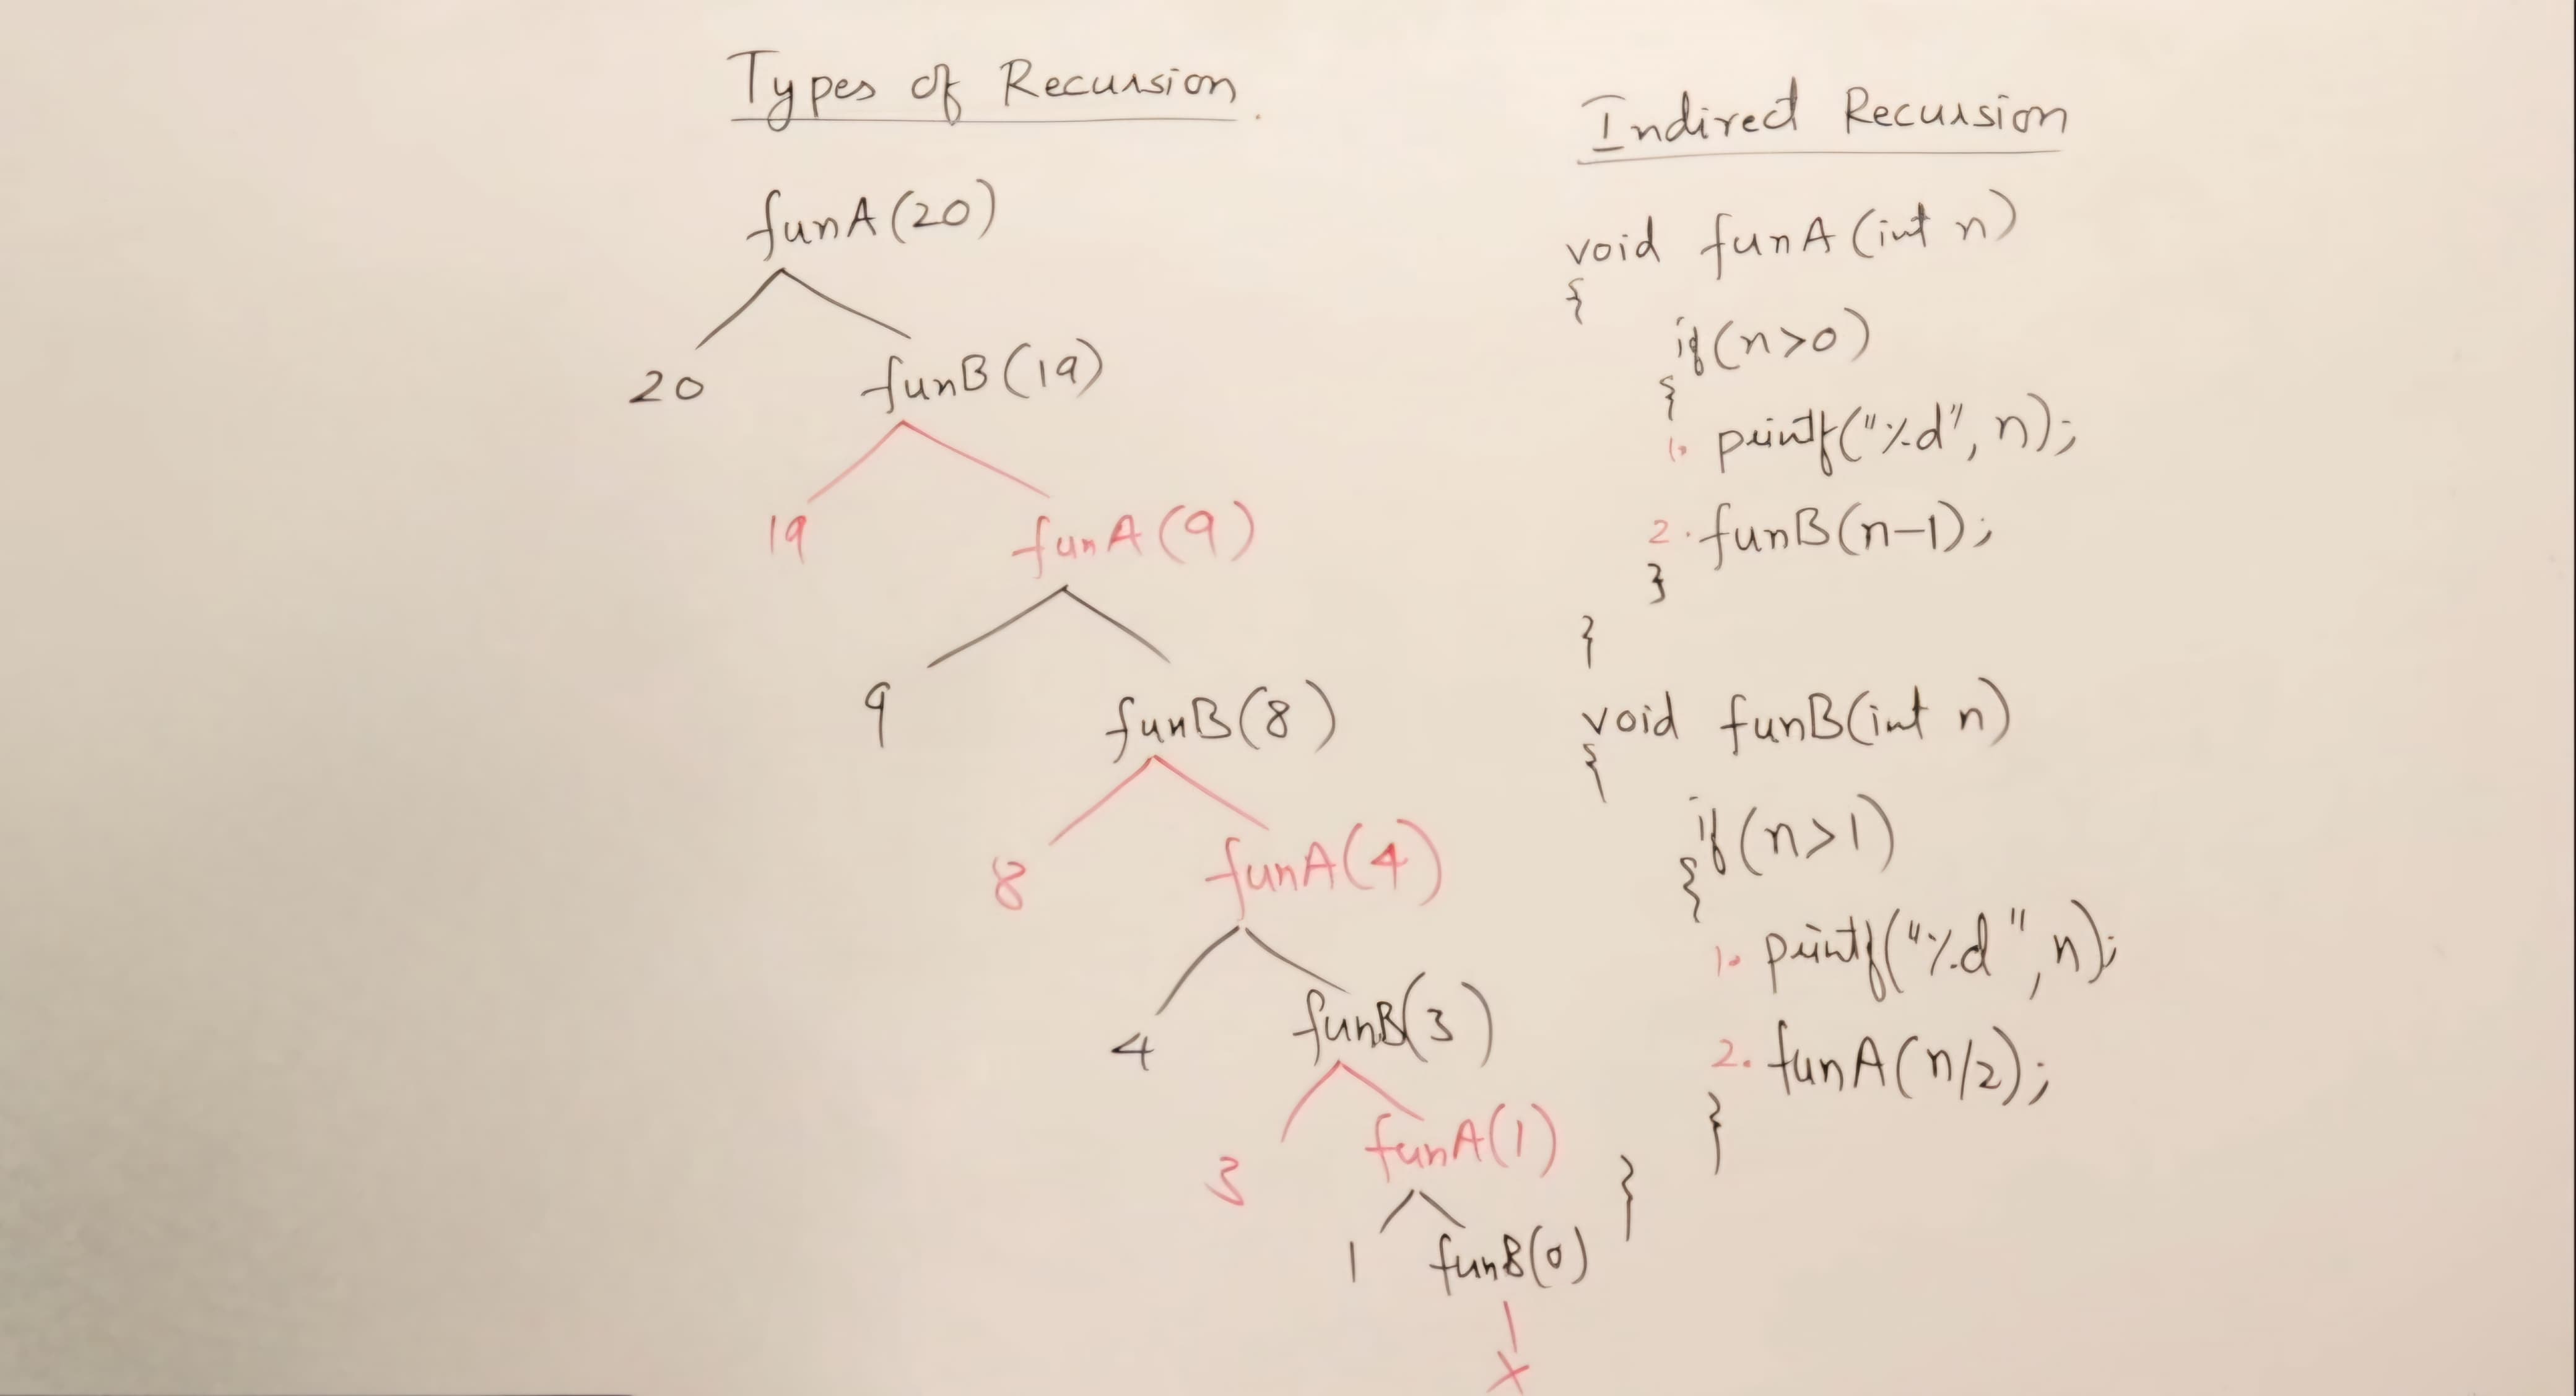 Types of Recursion.
funA(20)
20 funB(19)
19 funA(9)
9 funB(8)
8 funA(4)
4 funB(3)
3 funA(1)
1 funB(0)
X
Indirect Recursion
void funA(int n)
{
if(n>0)
{
1. printf("%d", n);
2. funB(n-1);
}
}
void funB(int n)
{
if(n>1)
{
1. printf("%d", n);
2. funA(n/2);
}
}